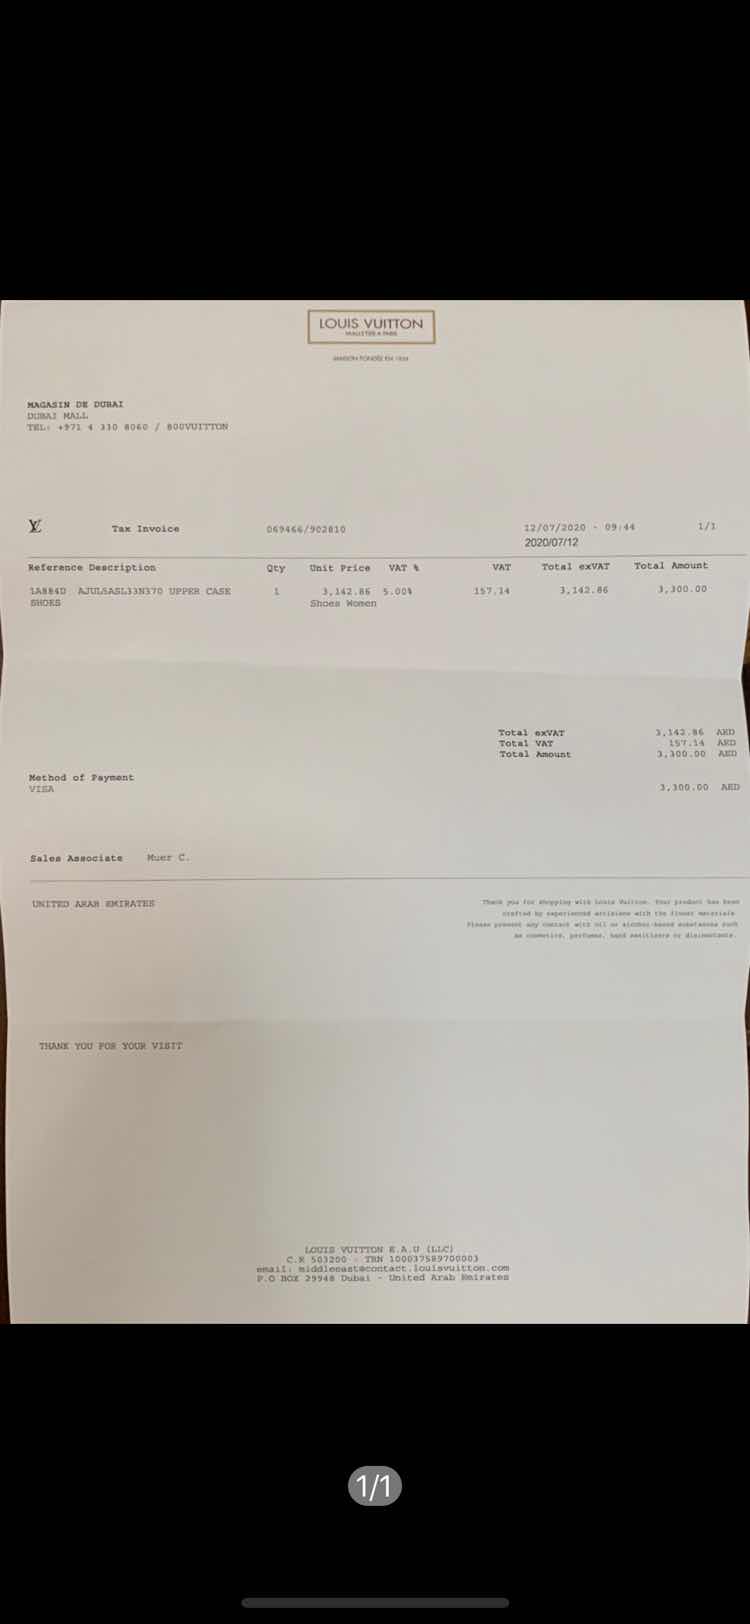 LOUIS VUITTON
MALLETIER A PARIS
MAISON FONDÉE EN 1854
MAGASIN DE DUBAI
DUBAI MALL
TEL: +971 4 330 8060 / 800VUITTON
LV Tax Invoice 069466/902810 12/07/2020 - 09:44 1/1
2020/07/12
Reference Description Qty Unit Price VAT % VAT Total exVAT Total Amount
1A884D AJUL5ASL33N370 UPPER CASE 1 3,142.86 5.00% 157.14 3,142.86 3,300.00
SHOES Shoes Women
Total exVAT 3,142.86 AED
Total VAT 157.14 AED
Total Amount 3,300.00 AED
Method of Payment
VISA 3,300.00 AED
Sales Associate Muer C.
UNITED ARAB EMIRATES
Thank you for shopping with Louis Vuitton. Your product has been
crafted by experienced artisians with the finest materials.
Please prevent any contact with oil or alcohol-based substances such
as cosmetics, perfumes, hand sanitizers or disinectants.
THANK YOU FOR YOUR VISIT
LOUIS VUITTON E.A.U (LLC)
C.R 503200 - TRN 100037589700003
email: middleeast@contact.louisvuitton.com
P.O BOX 29948 Dubai - United Arab Emirates
1/1